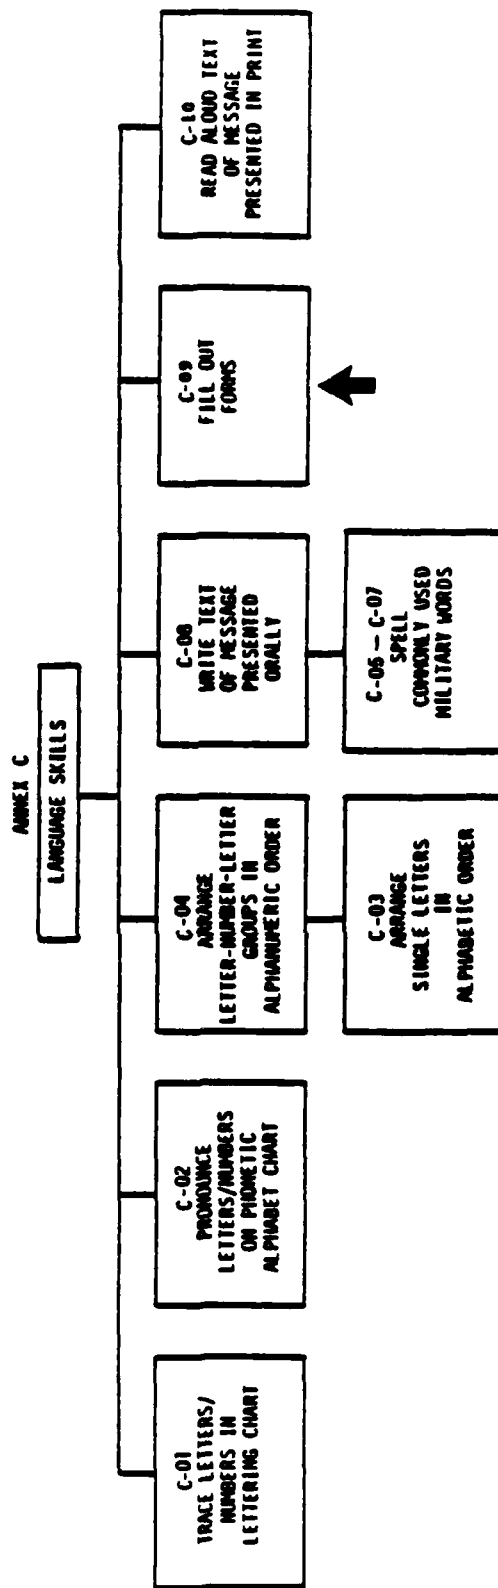 ANNEX C
LANGUAGE SKILLS
C-01
TRACE LETTERS/
NUMBERS IN
LETTERING CHART
C-02
PRONOUNCE
LETTERS/NUMBERS
ON PHONETIC
ALPHABET CHART
C-04
ARRANGE
LETTER-NUMBER-LETTER
GROUPS IN
ALPHANUMERIC ORDER
C-03
ARRANGE
SINGLE LETTERS
IN
ALPHABETIC ORDER
C-08
WRITE TEXT
OF MESSAGE
PRESENTED
ORALLY
C-05 — C-07
SPELL
COMMONLY USED
MILITARY WORDS
C-09
FILL OUT
FORMS
C-10
READ ALOUD TEXT
OF MESSAGE
PRESENTED IN PRINT